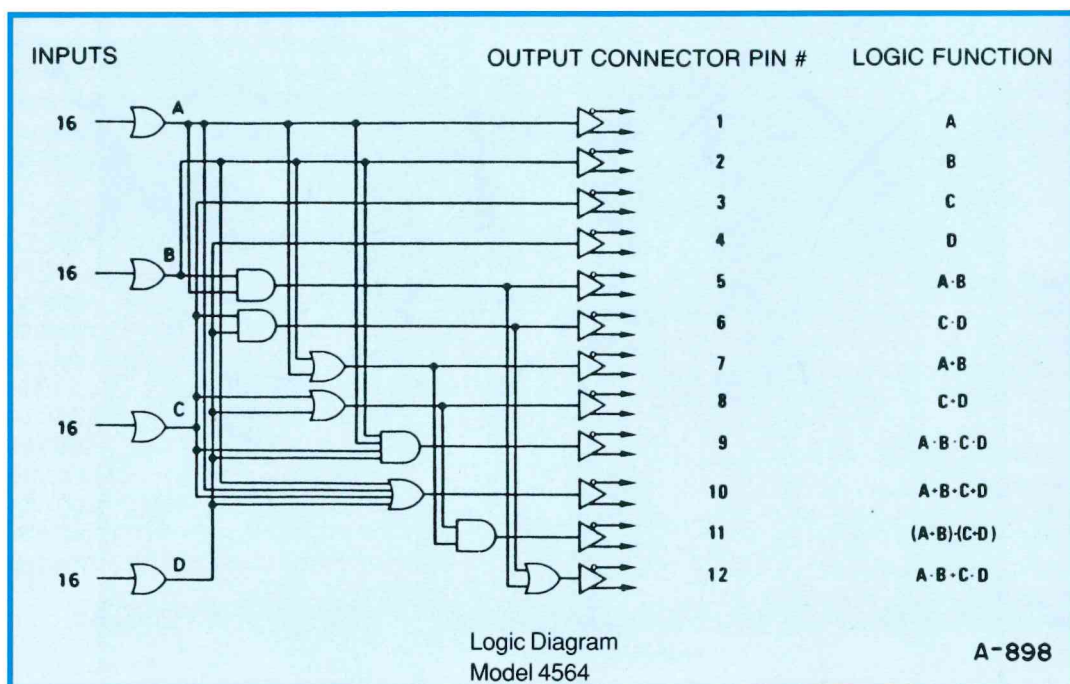 INPUTS OUTPUT CONNECTOR PIN # LOGIC FUNCTION
16 A 1 A
2 B
3 C
4 D
16 B 5 A·B
6 C·D
7 A+B
16 C 8 C+D
9 A·B·C·D
10 A+B+C+D
11 (A+B)·(C+D)
16 D 12 A·B+C·D
Logic Diagram
Model 4564
A-898